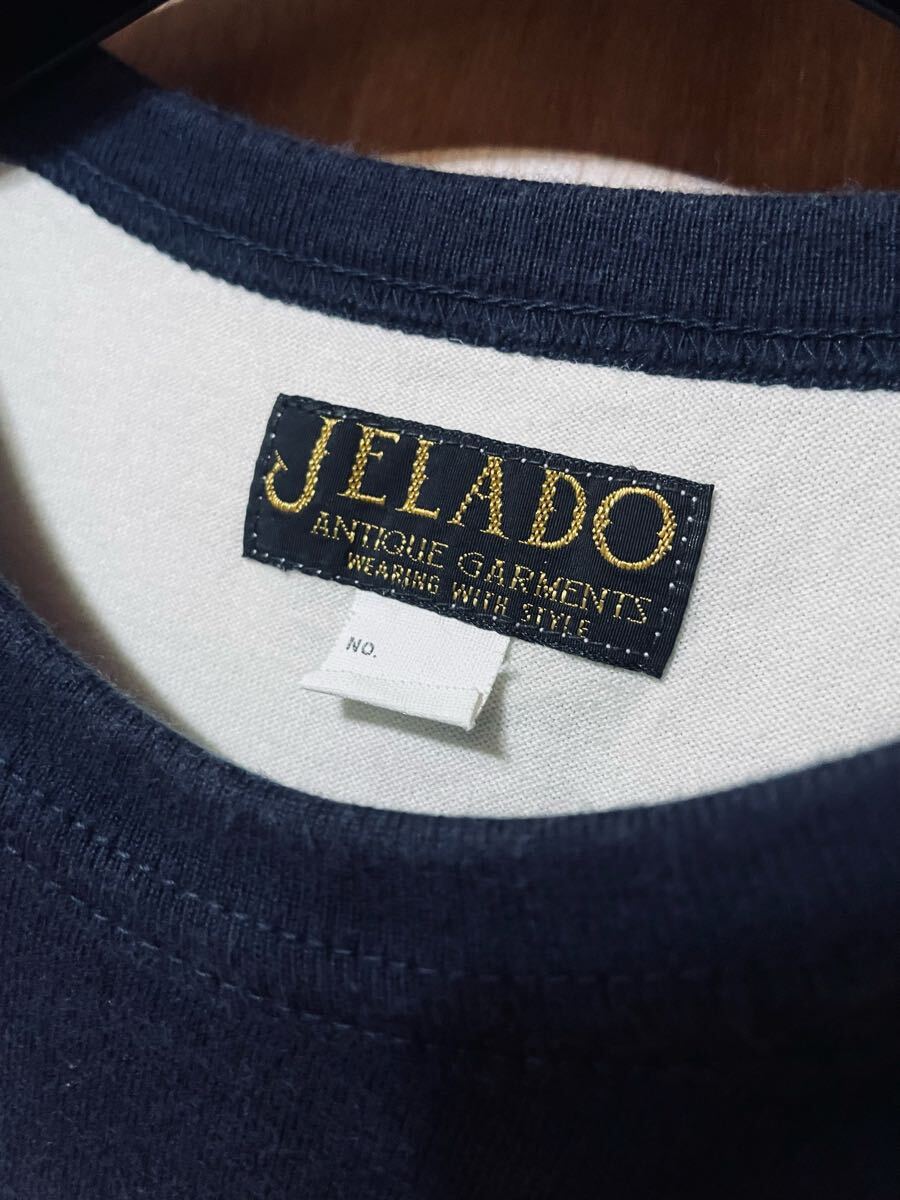 JELADO
ANTIQUE GARMENTS
WEARING WITH STYLE
NO.